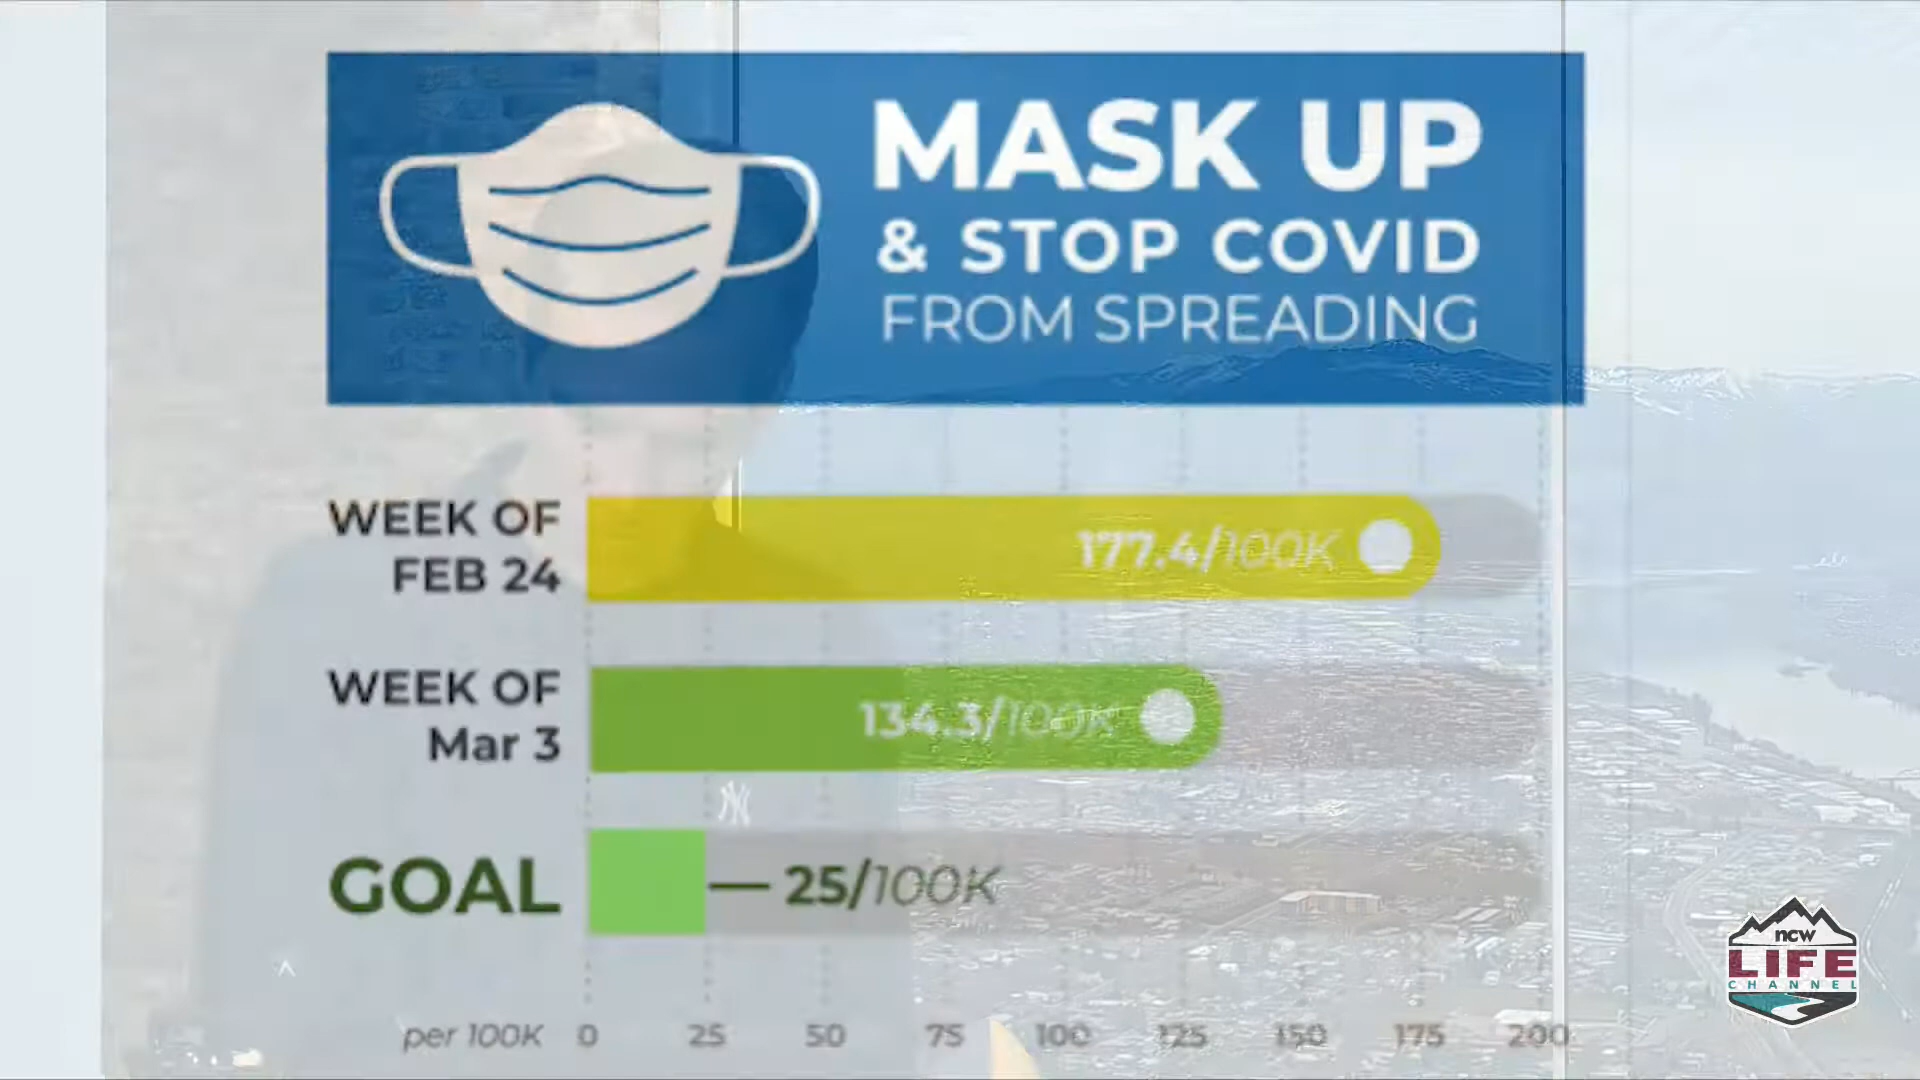 MASK UP
& STOP COVID
FROM SPREADING
WEEK OF
FEB 24
177.4/100K
WEEK OF
Mar 3
134.3/100K
GOAL
25/100K
per 100K 0 25 50 75 100 125 150 175 200
NY
ncw
LIFE
CHANNEL